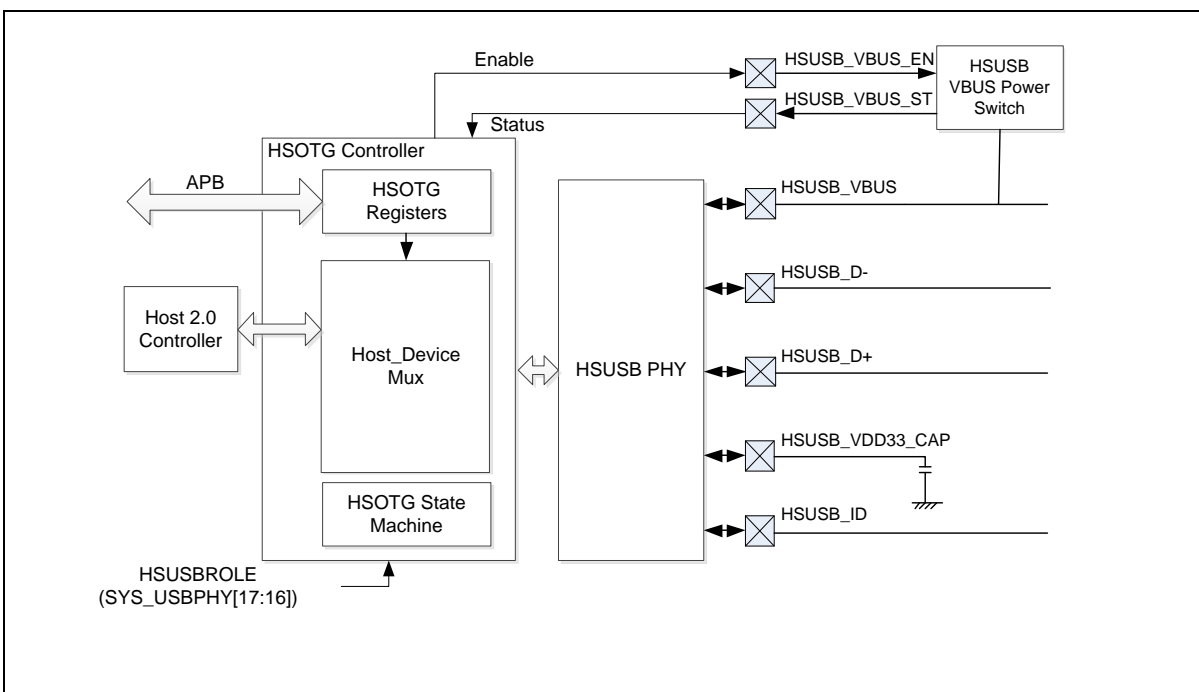 Enable
HSUSB_VBUS_EN
HSUSB
VBUS Power
Switch
HSUSB_VBUS_ST
Status
HSOTG Controller
APB
HSOTG
Registers
HSUSB_VBUS
HSUSB_D-
Host 2.0
Controller
Host_Device
Mux
HSUSB PHY
HSUSB_D+
HSUSB_VDD33_CAP
HSOTG State
Machine
HSUSB_ID
HSUSBROLE
(SYS_USBPHY[17:16])